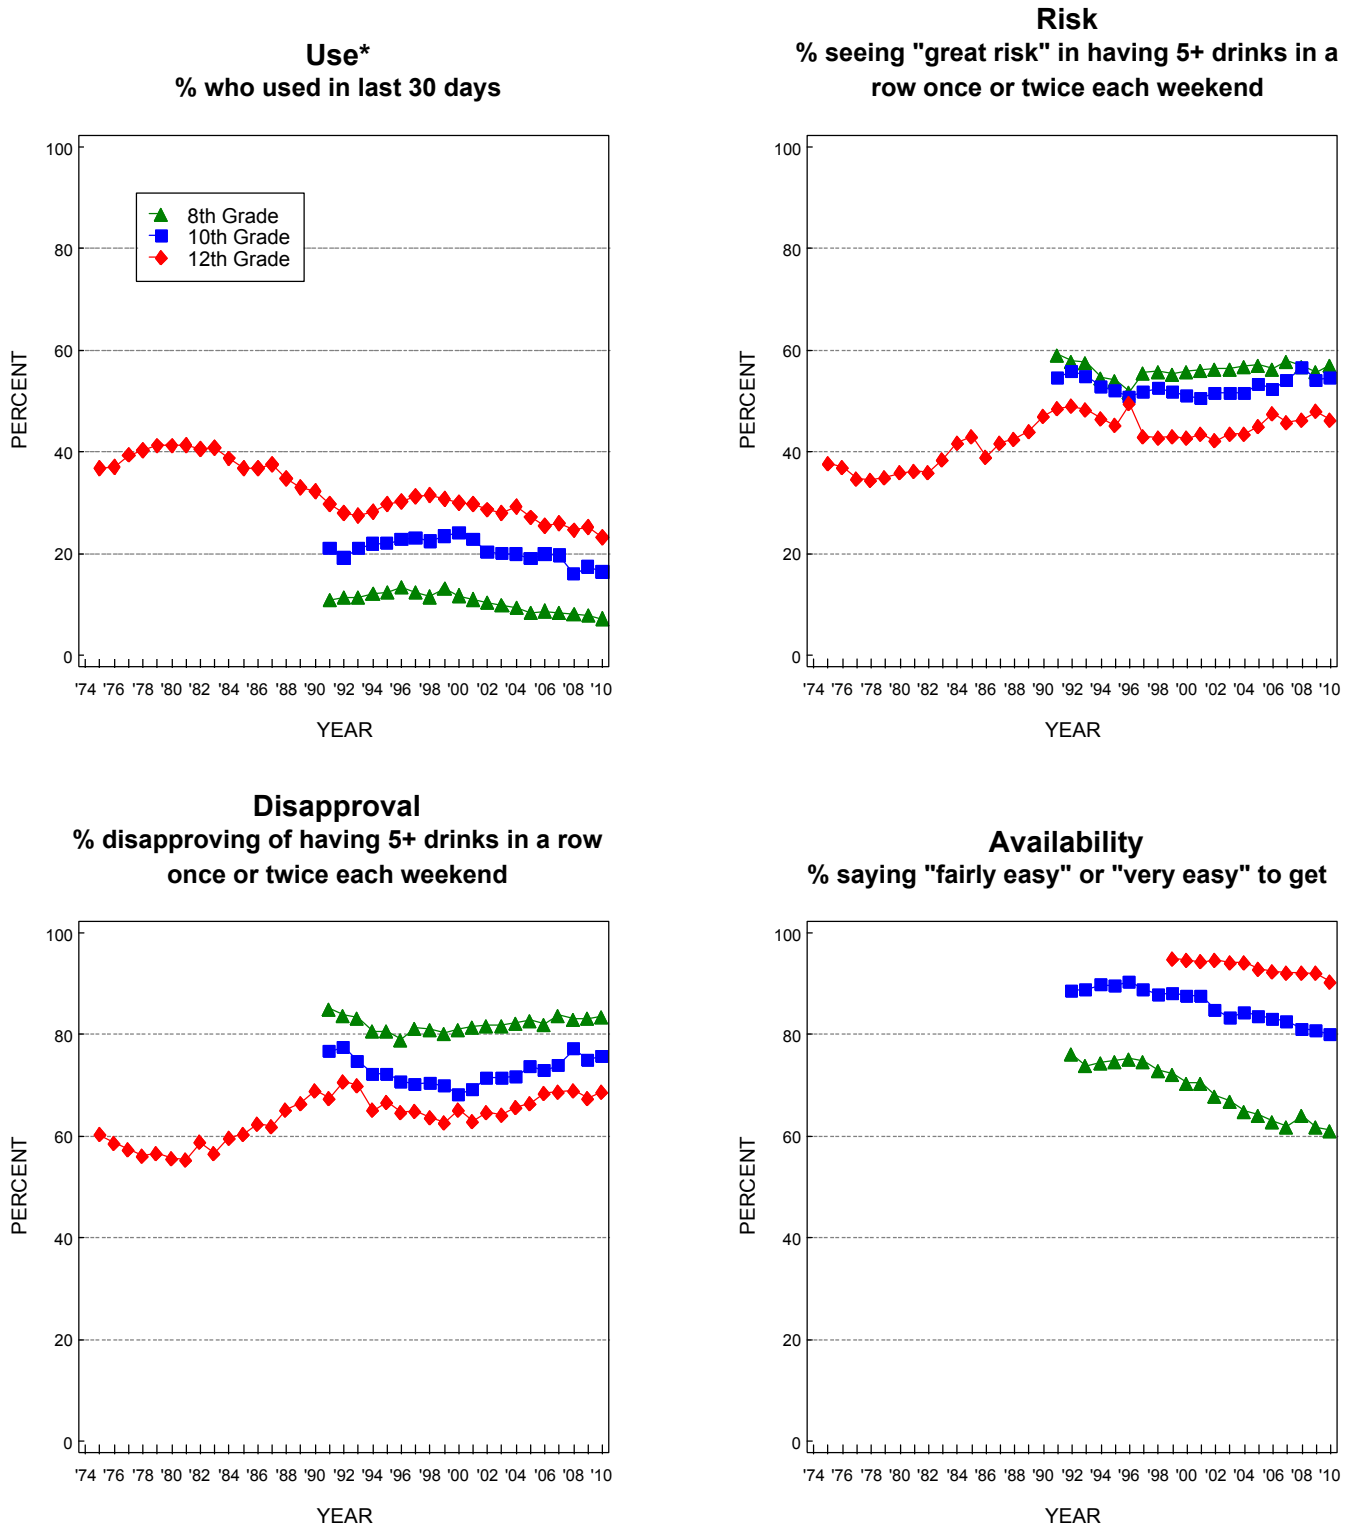 Use*
% who used in last 30 days
100
80
60
40
20
0
PERCENT
8th Grade
10th Grade
12th Grade
'74 '76 '78 '80 '82 '84 '86 '88 '90 '92 '94 '96 '98 '00 '02 '04 '06 '08 '10
YEAR
Risk
% seeing "great risk" in having 5+ drinks in a
row once or twice each weekend
100
80
60
40
20
0
PERCENT
'74 '76 '78 '80 '82 '84 '86 '88 '90 '92 '94 '96 '98 '00 '02 '04 '06 '08 '10
YEAR
Disapproval
% disapproving of having 5+ drinks in a row
once or twice each weekend
100
80
60
40
20
0
PERCENT
'74 '76 '78 '80 '82 '84 '86 '88 '90 '92 '94 '96 '98 '00 '02 '04 '06 '08 '10
YEAR
Availability
% saying "fairly easy" or "very easy" to get
100
80
60
40
20
0
PERCENT
'74 '76 '78 '80 '82 '84 '86 '88 '90 '92 '94 '96 '98 '00 '02 '04 '06 '08 '10
YEAR